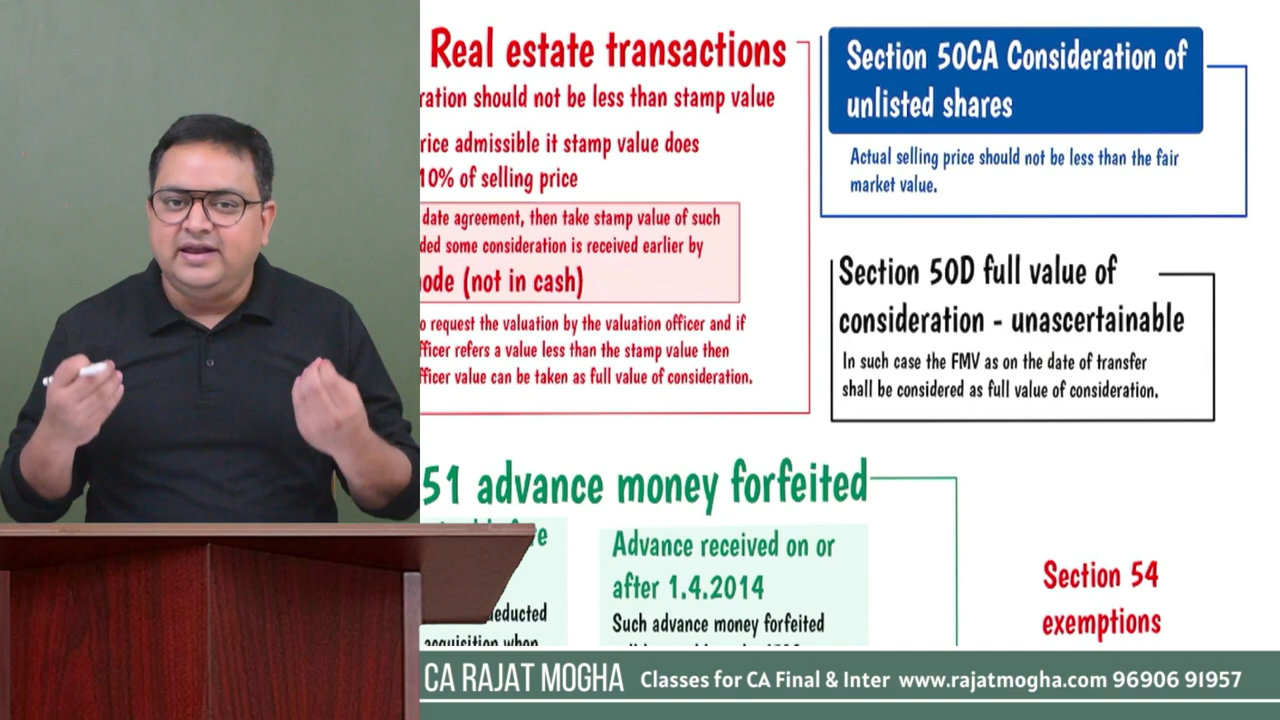 Real estate transactions
ration should not be less than stamp value
rice admissible it stamp value does
10% of selling price
date agreement, then take stamp value of such
ded some consideration is received earlier by
ode (not in cash)
o request the valuation by the valuation officer and if
fficer refers a value less than the stamp value then
fficer value can be taken as full value of consideration.
Section 50CA Consideration of
unlisted shares
Actual selling price should not be less than the fair
market value.
Section 50D full value of
consideration - unascertainable
In such case the FMV as on the date of transfer
shall be considered as full value of consideration.
51 advance money forfeited
re
deducted
acquisition when
Advance received on or
after 1.4.2014
Such advance money forfeited
Section 54
exemptions
CA RAJAT MOGHA Classes for CA Final & Inter www.rajatmogha.com 96906 91957